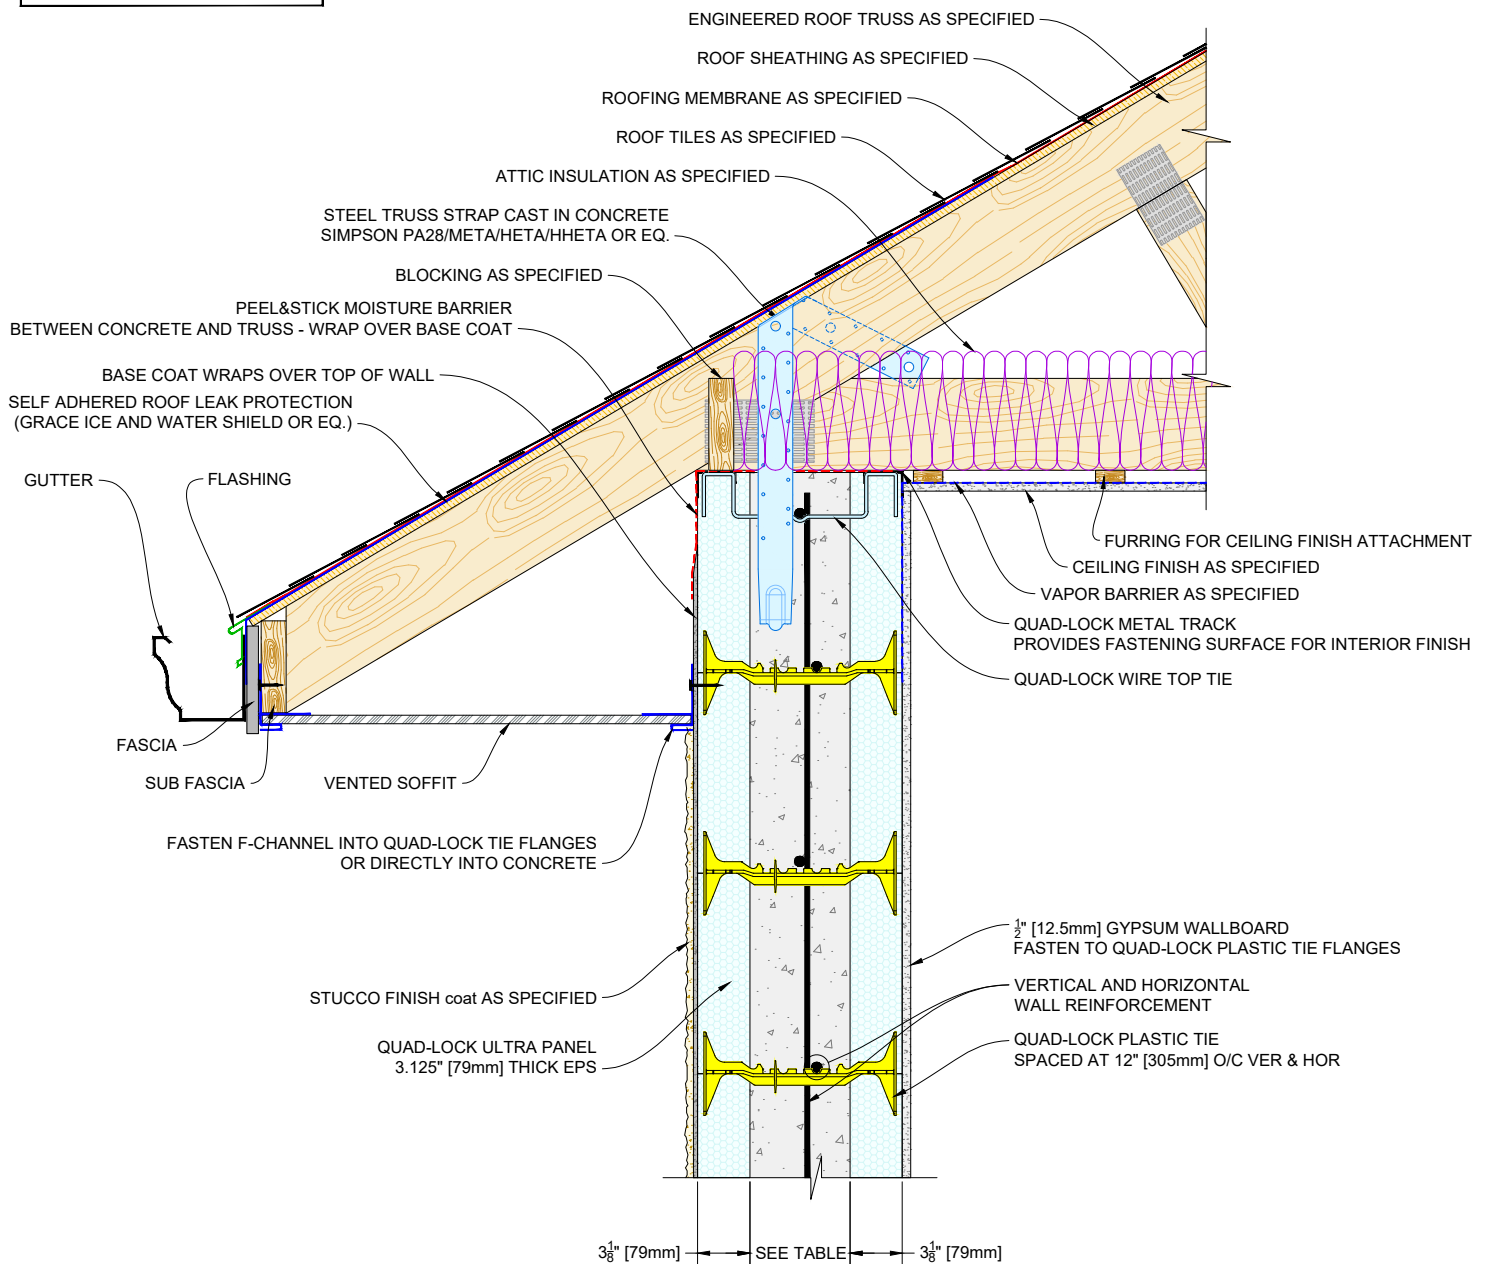 ENGINEERED ROOF TRUSS AS SPECIFIED
ROOF SHEATHING AS SPECIFIED
ROOFING MEMBRANE AS SPECIFIED
ROOF TILES AS SPECIFIED
ATTIC INSULATION AS SPECIFIED
STEEL TRUSS STRAP CAST IN CONCRETE
SIMPSON PA28/META/HETA/HHETA OR EQ.
BLOCKING AS SPECIFIED
PEEL&STICK MOISTURE BARRIER
BETWEEN CONCRETE AND TRUSS - WRAP OVER BASE COAT
BASE COAT WRAPS OVER TOP OF WALL
SELF ADHERED ROOF LEAK PROTECTION
(GRACE ICE AND WATER SHIELD OR EQ.)
GUTTER
FLASHING
FURRING FOR CEILING FINISH ATTACHMENT
CEILING FINISH AS SPECIFIED
VAPOR BARRIER AS SPECIFIED
QUAD-LOCK METAL TRACK
PROVIDES FASTENING SURFACE FOR INTERIOR FINISH
QUAD-LOCK WIRE TOP TIE
FASCIA
SUB FASCIA
VENTED SOFFIT
FASTEN F-CHANNEL INTO QUAD-LOCK TIE FLANGES
OR DIRECTLY INTO CONCRETE
½" [12.5mm] GYPSUM WALLBOARD
FASTEN TO QUAD-LOCK PLASTIC TIE FLANGES
STUCCO FINISH coat AS SPECIFIED
VERTICAL AND HORIZONTAL
WALL REINFORCEMENT
QUAD-LOCK ULTRA PANEL
3.125" [79mm] THICK EPS
QUAD-LOCK PLASTIC TIE
SPACED AT 12" [305mm] O/C VER & HOR
3⅛" [79mm] SEE TABLE 3⅛" [79mm]